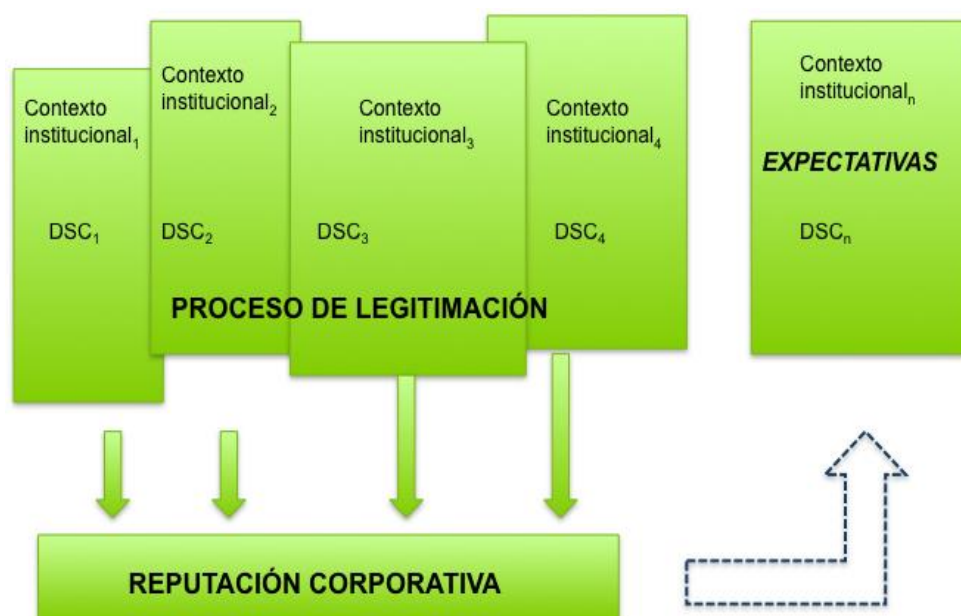 Contexto
institucional1
DSC1
Contexto
institucional2
DSC2
Contexto
institucional3
DSC3
Contexto
institucional4
DSC4
PROCESO DE LEGITIMACIÓN
Contexto
institucionaln
EXPECTATIVAS
DSCn
REPUTACIÓN CORPORATIVA